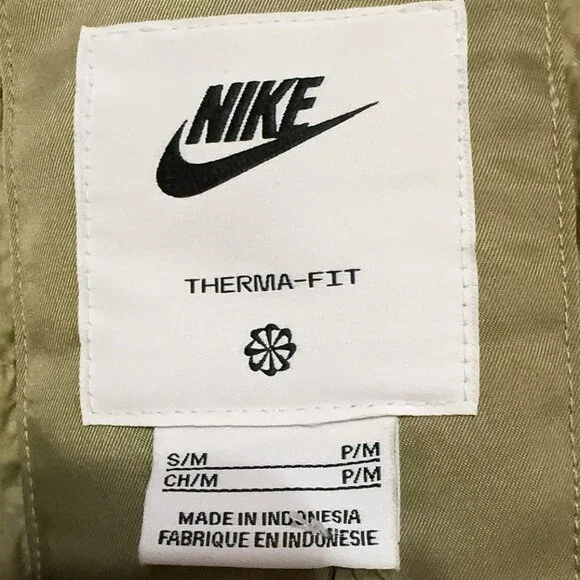 NIKE
THERMA-FIT
S/M P/M
CH/M P/M
MADE IN INDONESIA
FABRIQUE EN INDONESIE